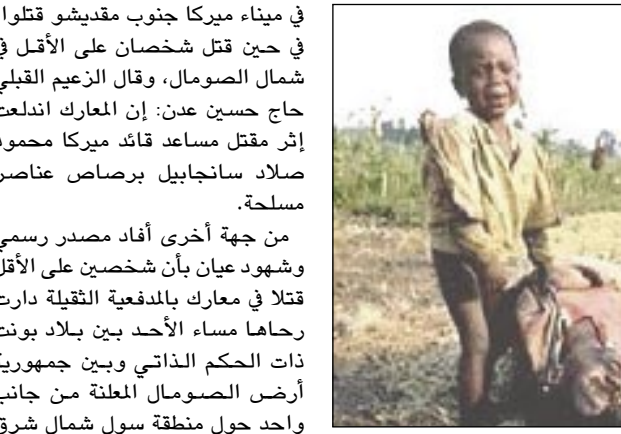 في ميناء ميركا جنوب مقديشو قتلوا
في حين قتل شخصان على الأقل في
شمال الصومال، وقال الزعيم القبلي
حاج حسين عدن: إن المعارك اندلعت
إثر مقتل مساعد قائد ميركا محمود
صلاد سانجابيل برصاص عناصر
مسلحة.
من جهة أخرى أفاد مصدر رسمي
وشهود عيان بأن شخصين على الأقل
قتلا في معارك بالمدفعية الثقيلة دارت
رحاها مساء الأحد بين بلاد بونت
ذات الحكم الذاتي وبين جمهورية
أرض الصومال المعلنة من جانب
واحد حول منطقة سول شمال شرق